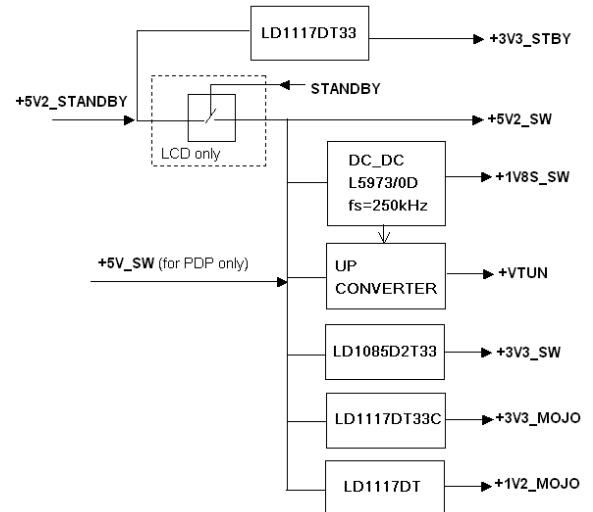 LD1117DT33
+3V3_STBY
STANDBY
+5V2_STANDBY
+5V2_SW
LCD only
DC_DC
L5973/0D
fs=250kHz
+1V8S_SW
+5V_SW (for PDP only)
UP
CONVERTER
+VTUN
LD1085D2T33
+3V3_SW
LD1117DT33C
+3V3_MOJO
LD1117DT
+1V2_MOJO